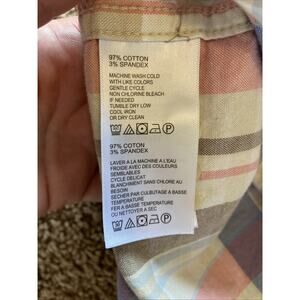 97% COTTON
3% SPANDEX
MACHINE WASH COLD
WITH LIKE COLORS
GENTLE CYCLE
NON CHLORINE BLEACH
IF NEEDED
TUMBLE DRY LOW
COOL IRON
OR DRY CLEAN
97% COTON
3% SPANDEX
LAVER A LA MACHINE A L'EAU
FROIDE AVEC DES COULEURS
SEMBLABLES
CYCLE DELICAT
BLANCHIMENT SANS CHLORE AU
BESOIN
SECHAGE PAR CULBUTAGE A BASSE
TEMPERATURE
FER A BASSE TEMPERATURE
OU NETTOYER A SEC